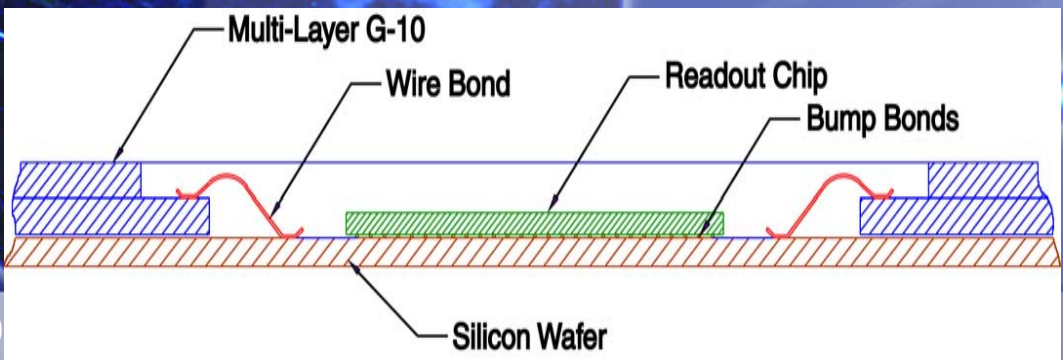 Multi-Layer G-10
Wire Bond
Readout Chip
Bump Bonds
Silicon Wafer